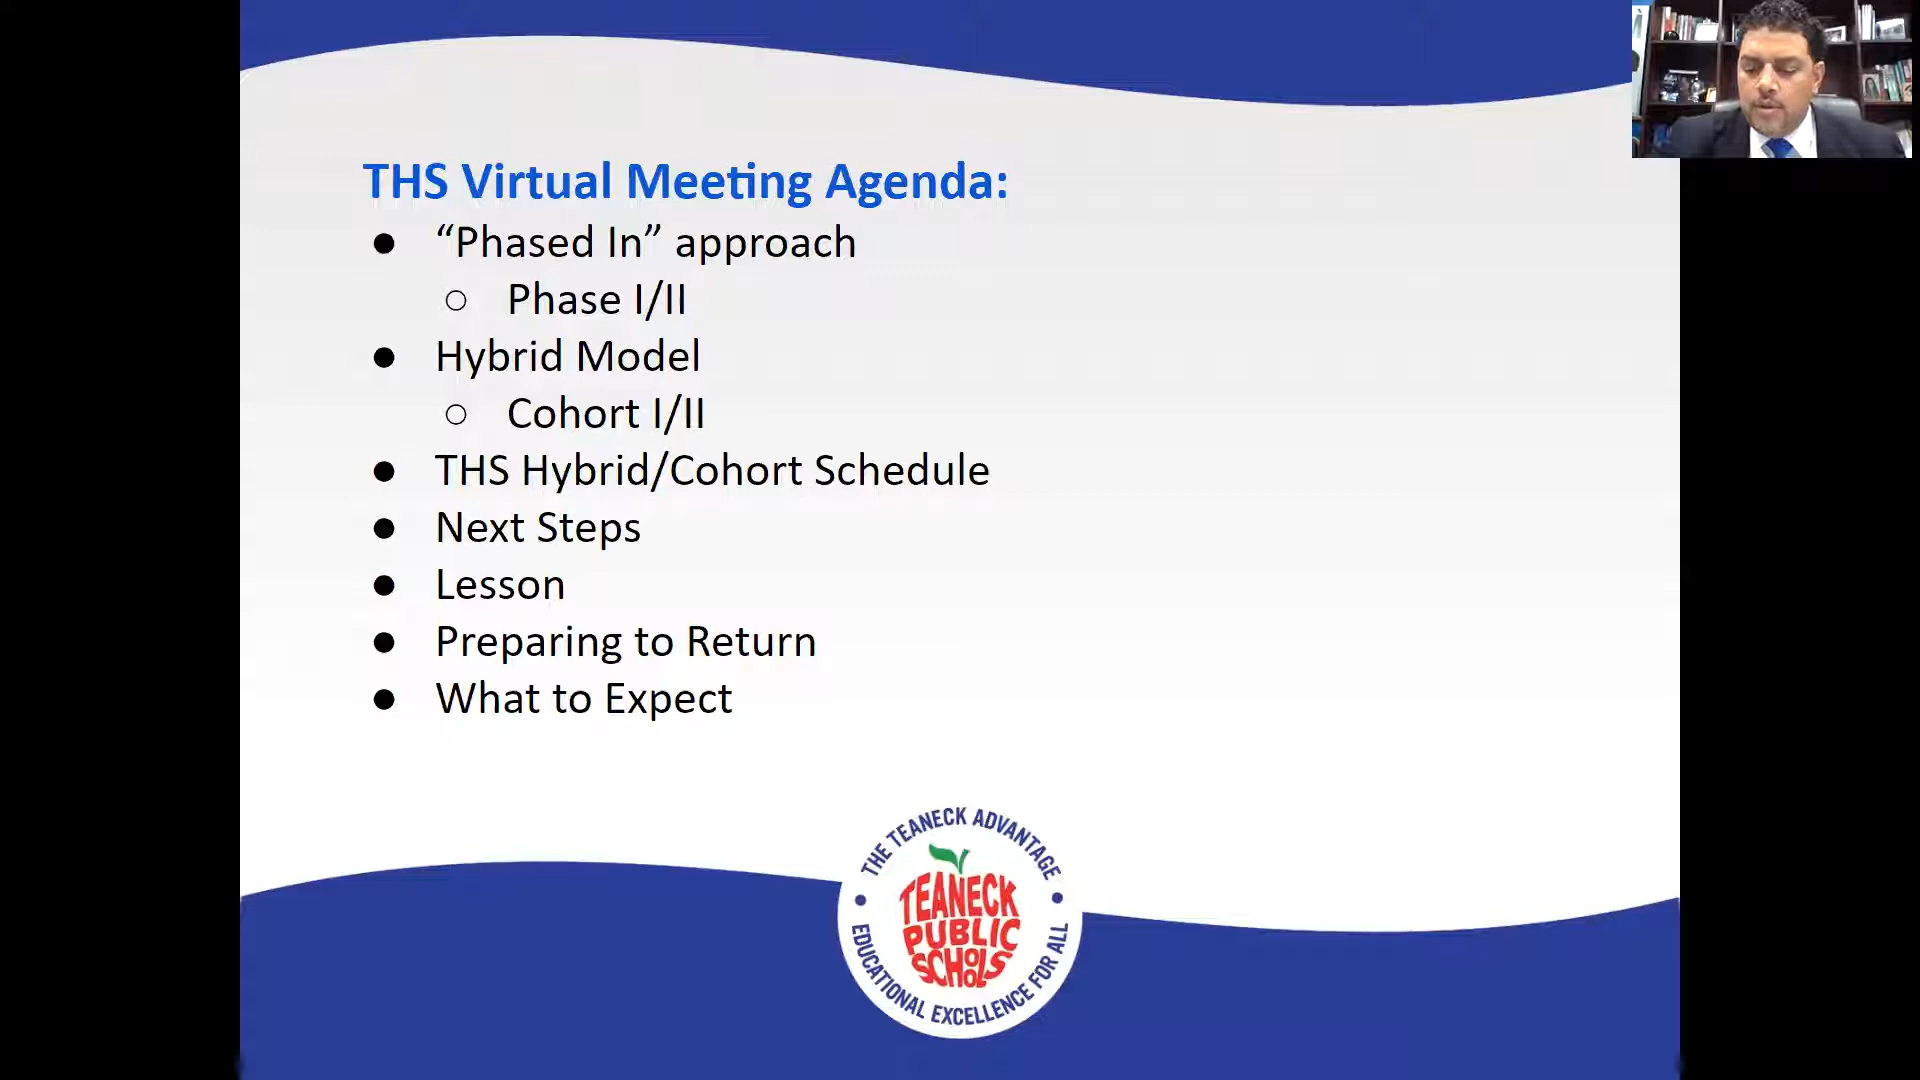 THS Virtual Meeting Agenda:
● “Phased In” approach
○ Phase I/II
● Hybrid Model
○ Cohort I/II
● THS Hybrid/Cohort Schedule
● Next Steps
● Lesson
● Preparing to Return
● What to Expect
THE TEANECK ADVANTAGE
TEANECK
PUBLIC
SCHOOLS
EDUCATIONAL EXCELLENCE FOR ALL